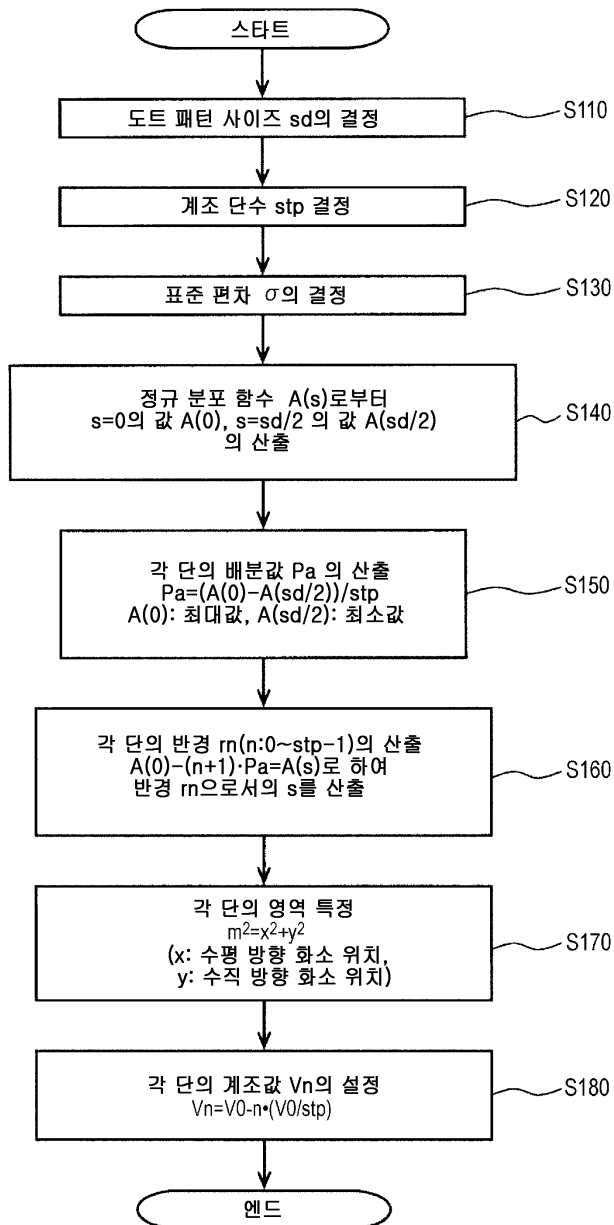 스타트
도트 패턴 사이즈 sd의 결정
S110
계조 단수 stp 결정
S120
표준 편차 σ의 결정
S130
정규 분포 함수 A(s)로부터
s=0의 값 A(0), s=sd/2 의 값 A(sd/2)
의 산출
S140
각 단의 배분값 Pa 의 산출
Pa=(A(0)-A(sd/2))/stp
A(0): 최대값, A(sd/2): 최소값
S150
각 단의 반경 rn(n:0~stp-1)의 산출
A(0)-(n+1)·Pa=A(s)로 하여
반경 rn으로서의 s를 산출
S160
각 단의 영역 특정
m²=x²+y²
(x: 수평 방향 화소 위치,
y: 수직 방향 화소 위치)
S170
각 단의 계조값 Vn의 설정
Vn=V0-n•(V0/stp)
S180
엔드